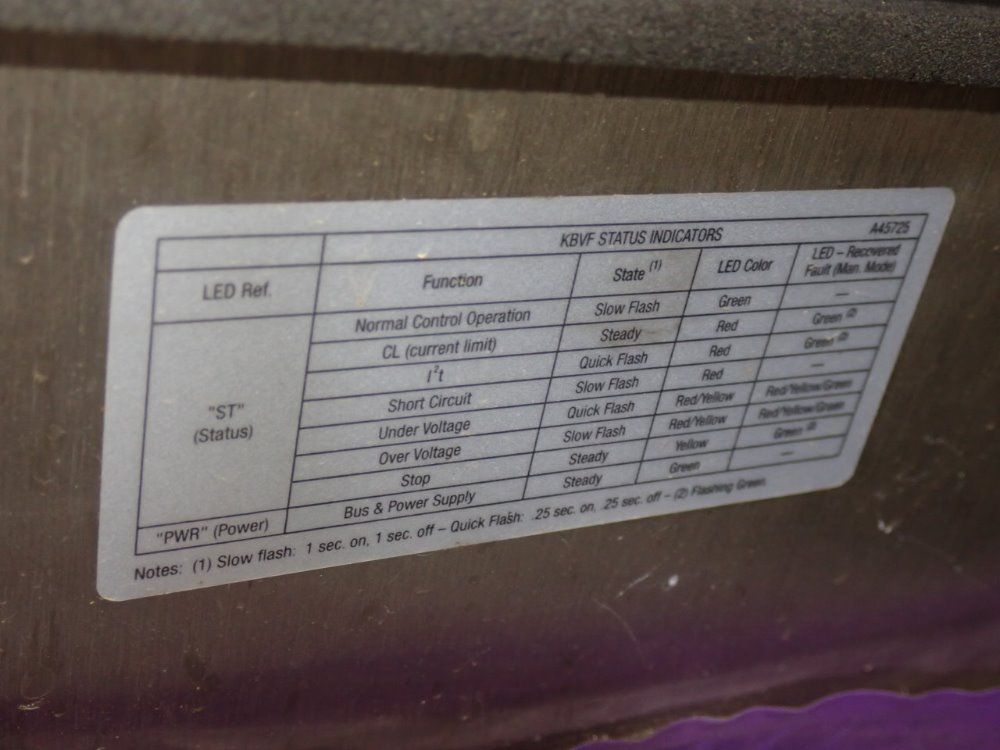 KBVF STATUS INDICATORS A45725
LED Ref. Function State (1) LED Color LED – Recovered Fault (Man. Mode)
"ST" (Status) Normal Control Operation Slow Flash Green —
CL (current limit) Steady Red Green (2)
I²t Quick Flash Red Green (2)
Short Circuit Slow Flash Red —
Under Voltage Quick Flash Red/Yellow Red/Yellow/Green
Over Voltage Slow Flash Red/Yellow Red/Yellow/Green
Stop Steady Yellow Green (2)
"PWR" (Power) Bus & Power Supply Steady Green —
Notes: (1) Slow flash: 1 sec. on, 1 sec. off – Quick Flash: .25 sec. on, .25 sec. off – (2) Flashing Green.